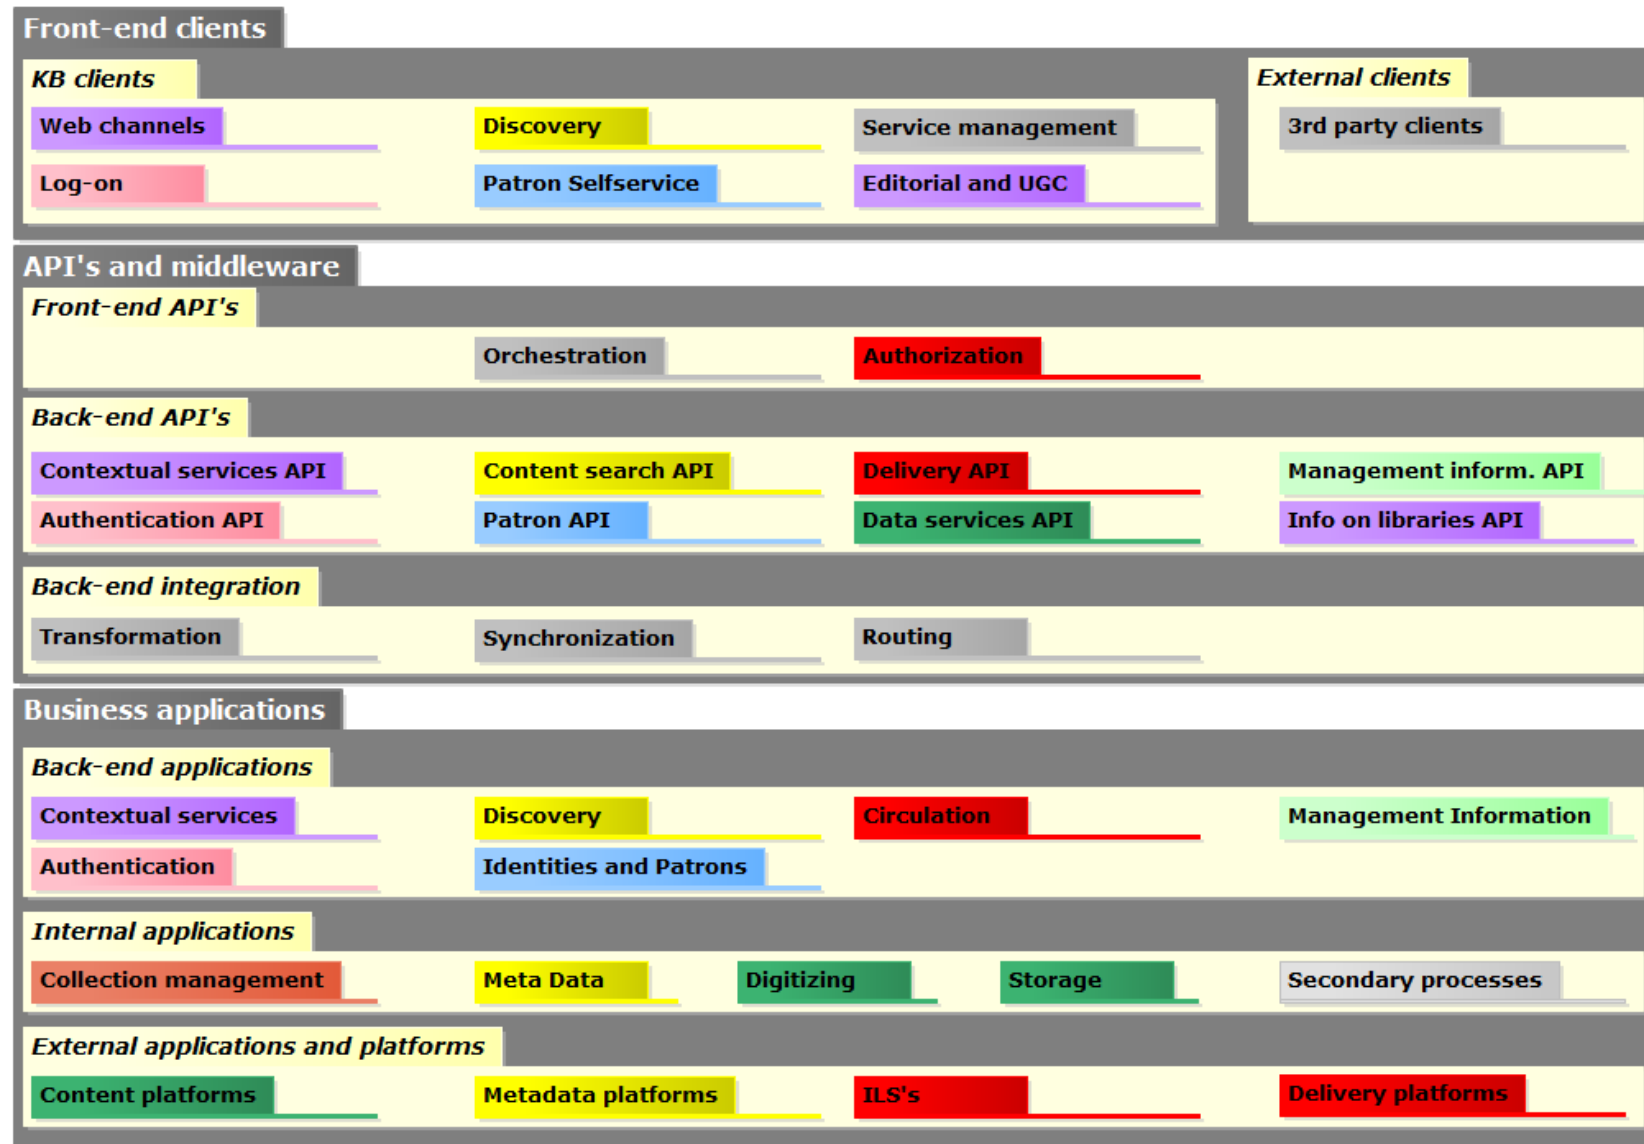 Front-end clients
KB clients
External clients
Web channels
Discovery
Service management
3rd party clients
Log-on
Patron Selfservice
Editorial and UGC
API's and middleware
Front-end API's
Orchestration
Authorization
Back-end API's
Contextual services API
Content search API
Delivery API
Management inform. API
Authentication API
Patron API
Data services API
Info on libraries API
Back-end integration
Transformation
Synchronization
Routing
Business applications
Back-end applications
Contextual services
Discovery
Circulation
Management Information
Authentication
Identities and Patrons
Internal applications
Collection management
Meta Data
Digitizing
Storage
Secondary processes
External applications and platforms
Content platforms
Metadata platforms
ILS's
Delivery platforms